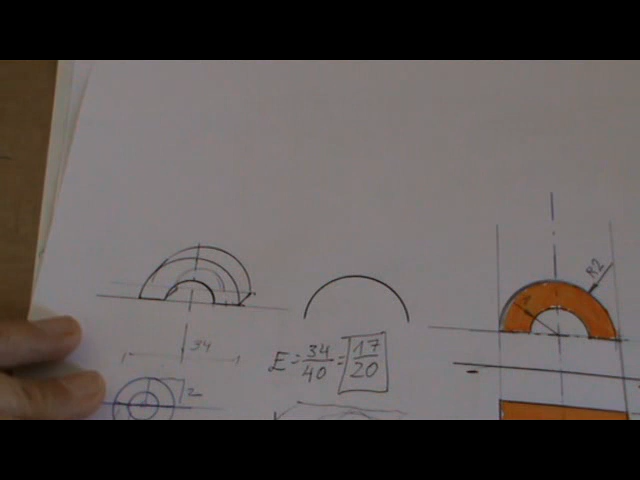 R2
34
E = 34/40 = 17/20
2